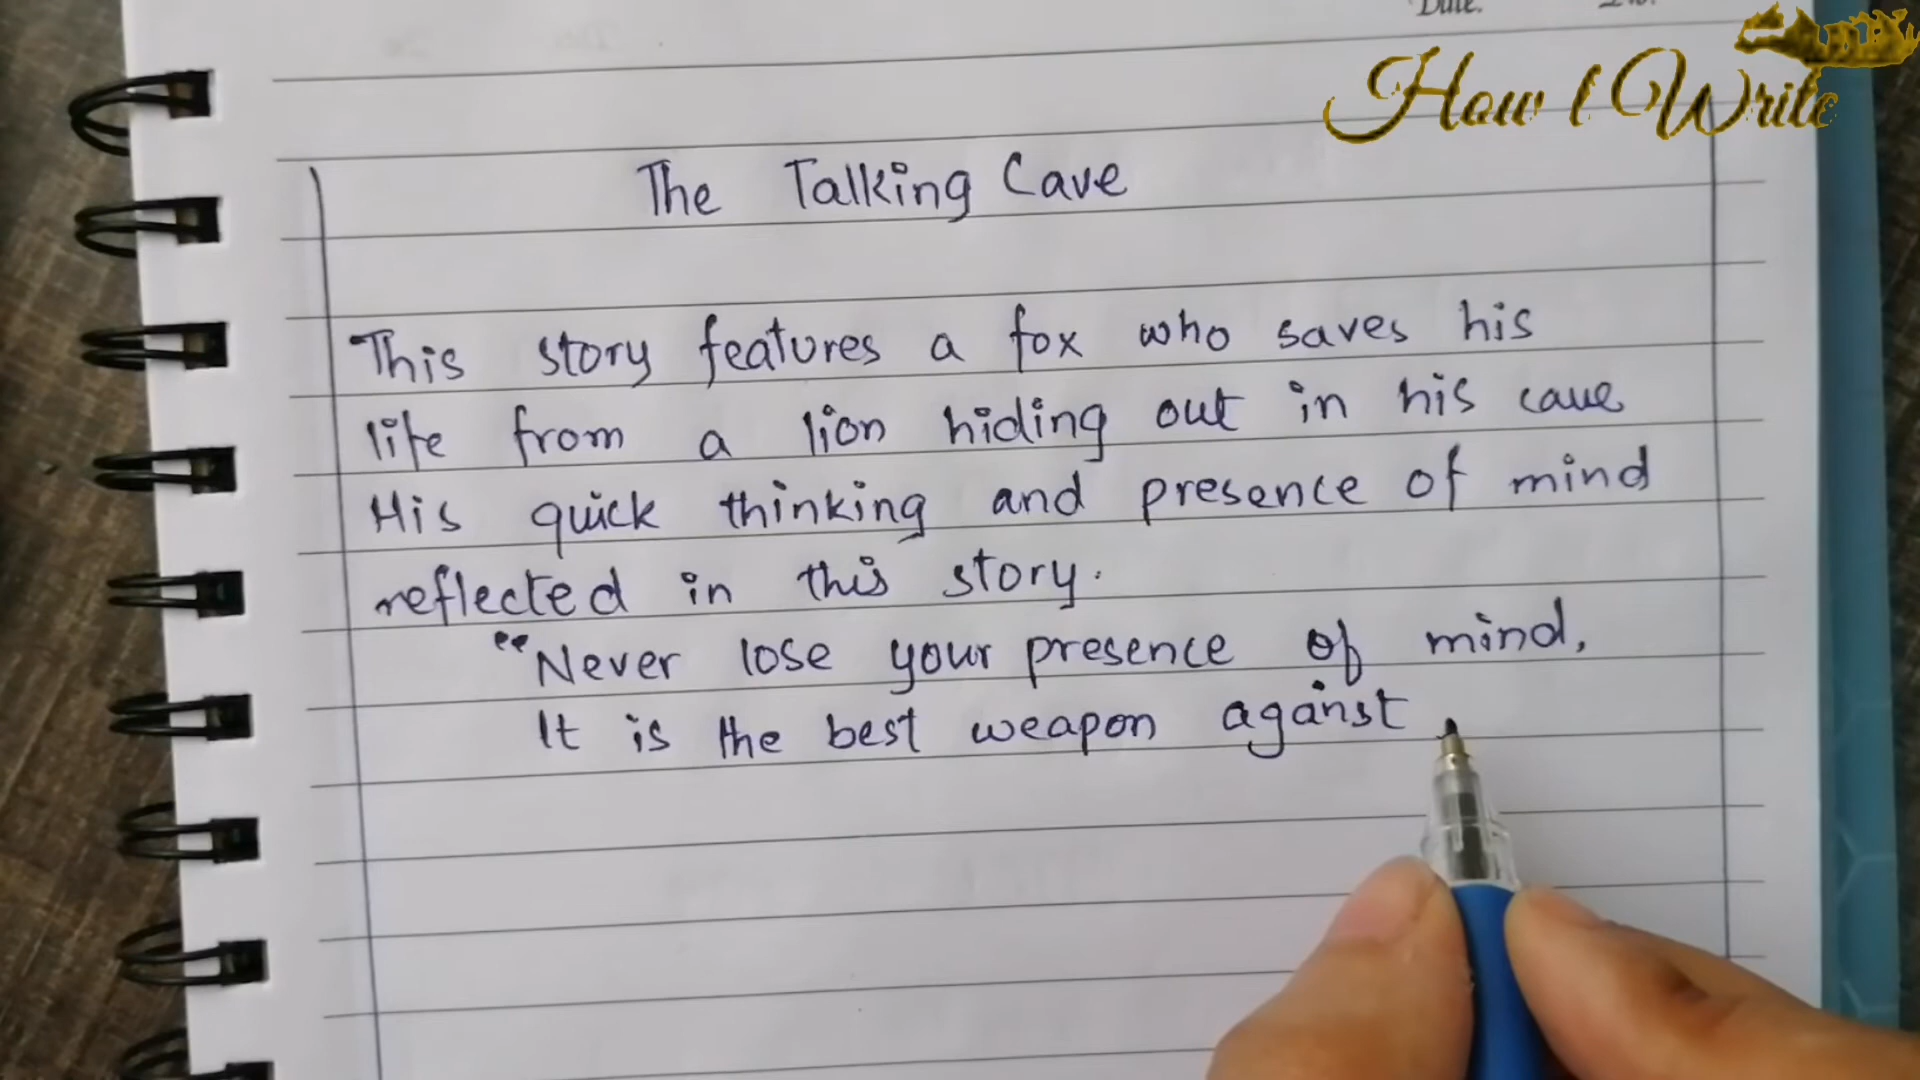 Date:
How I Write
The Talking Cave
This story features a fox who saves his
life from a lion hiding out in his cave
His quick thinking and presence of mind
reflected in this story.
"Never lose your presence of mind.
It is the best weapon aganist